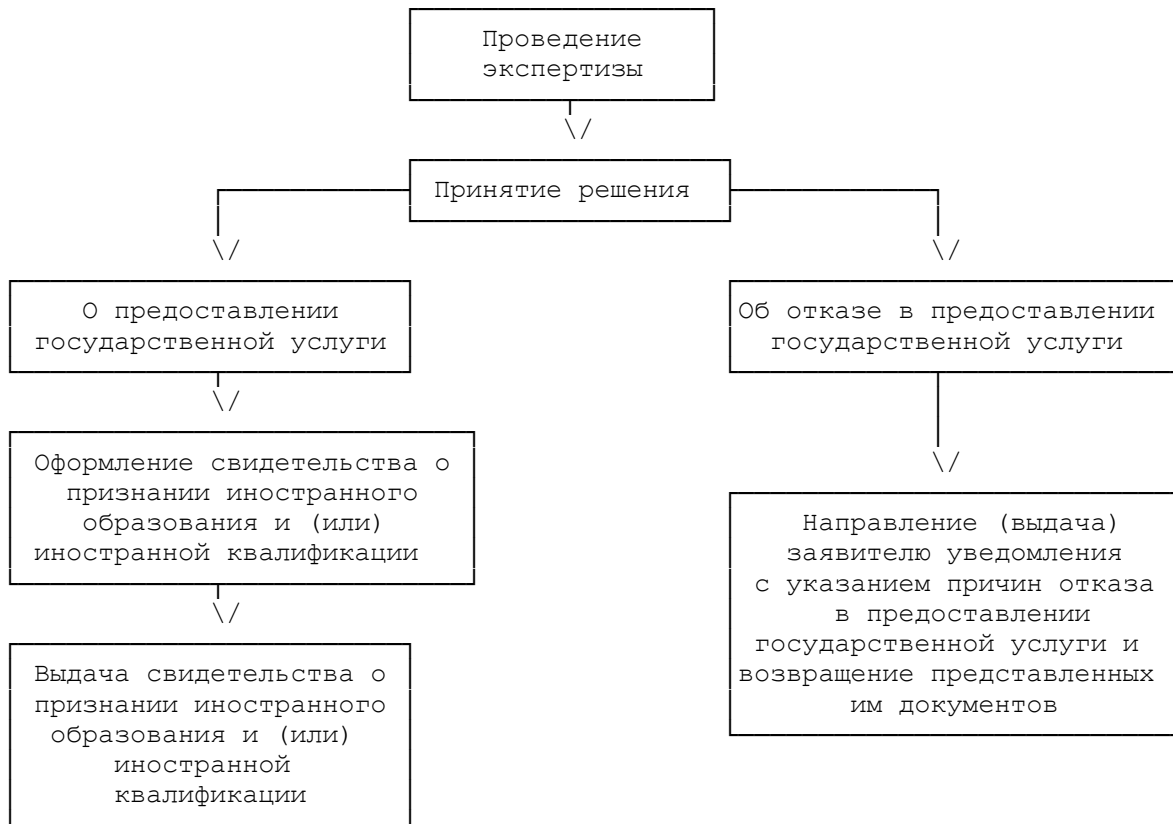 Проведение
экспертизы
Принятие решения
О предоставлении
государственной услуги
Оформление свидетельства о
признании иностранного
образования и (или)
иностранной квалификации
Выдача свидетельства о
признании иностранного
образования и (или)
иностранной
квалификации
Об отказе в предоставлении
государственной услуги
Направление (выдача)
заявителю уведомления
с указанием причин отказа
в предоставлении
государственной услуги и
возвращение представленных
им документов